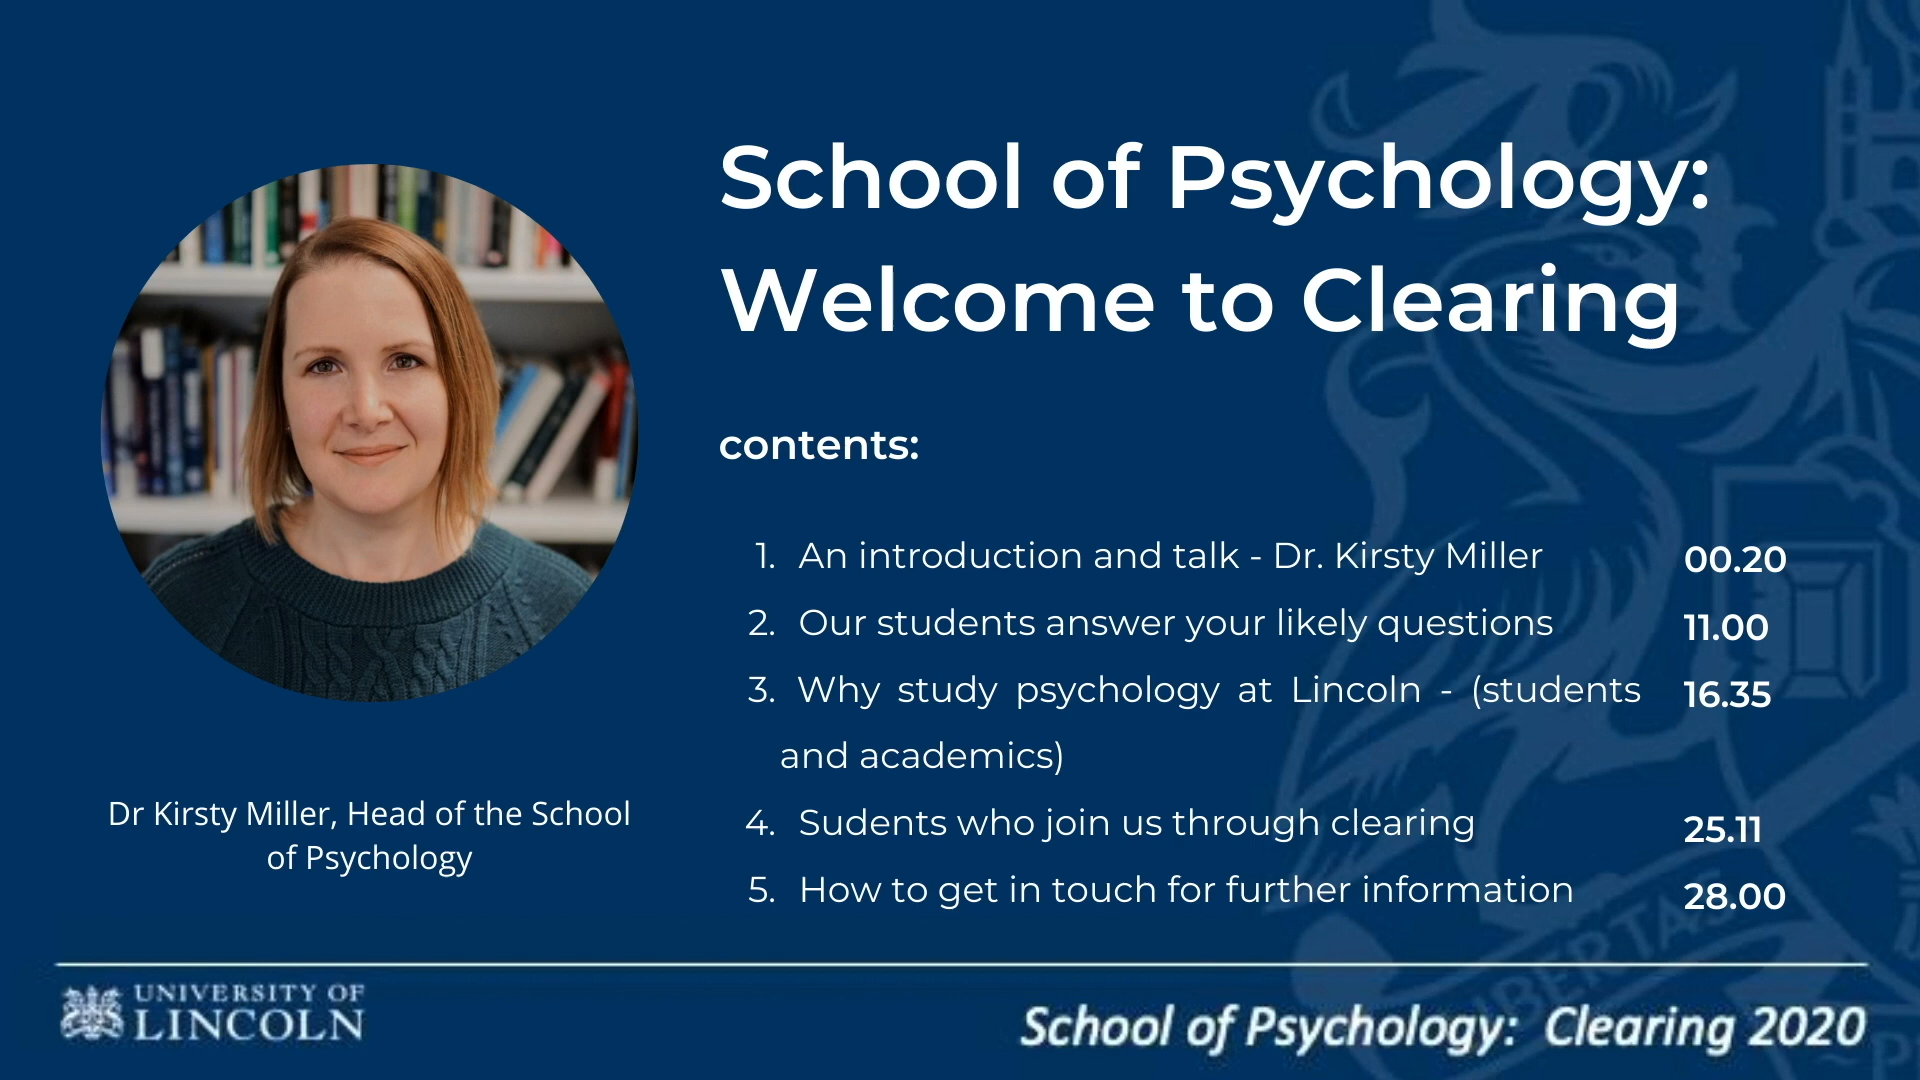 School of Psychology:
Welcome to Clearing
contents:
1. An introduction and talk - Dr. Kirsty Miller 00.20
2. Our students answer your likely questions 11.00
3. Why study psychology at Lincoln - (students 16.35
and academics)
4. Sudents who join us through clearing 25.11
5. How to get in touch for further information 28.00
Dr Kirsty Miller, Head of the School
of Psychology
LIBERTAS
UNIVERSITY OF
LINCOLN
School of Psychology: Clearing 2020